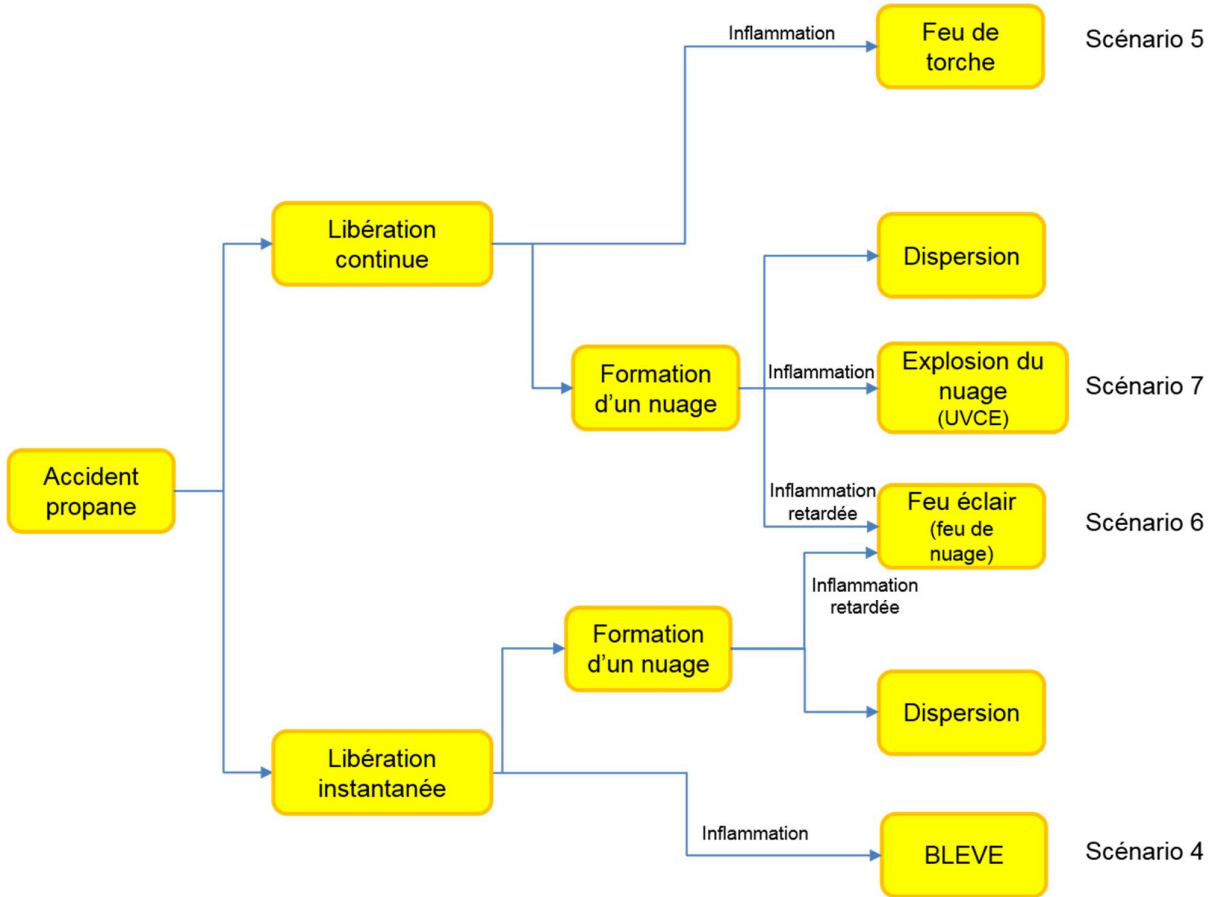 Inflammation
Feu de
torche
Scénario 5
Libération
continue
Dispersion
Formation
d’un nuage
Inflammation
Explosion du
nuage
(UVCE)
Scénario 7
Accident
propane
Inflammation
retardée
Feu éclair
(feu de
nuage)
Scénario 6
Inflammation
retardée
Formation
d’un nuage
Dispersion
Libération
instantanée
Inflammation
BLEVE
Scénario 4